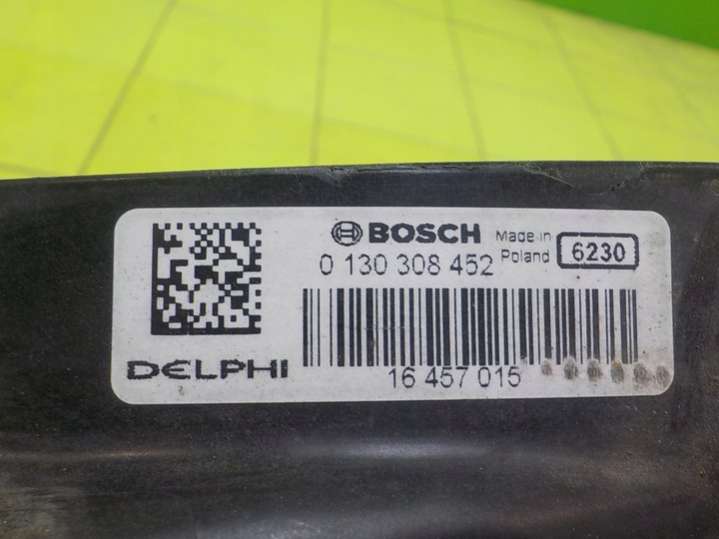 BOSCH
Made in
Poland
6230
0 130 308 452
DELPHI
16 457 015